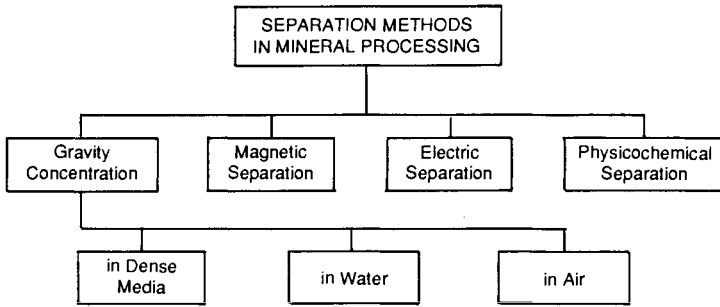 SEPARATION METHODS
IN MINERAL PROCESSING
Gravity
Concentration
Magnetic
Separation
Electric
Separation
Physicochemical
Separation
in Dense
Media
in Water
in Air